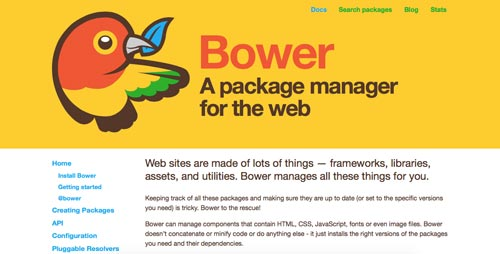 Docs Search packages Blog Stats
Bower
A package manager
for the web
Home
Install Bower
Getting started
@bower
Creating Packages
API
Configuration
Pluggable Resolvers
Web sites are made of lots of things — frameworks, libraries,
assets, and utilities. Bower manages all these things for you.
Keeping track of all these packages and making sure they are up to date (or set to the specific versions
you need) is tricky. Bower to the rescue!
Bower can manage components that contain HTML, CSS, JavaScript, fonts or even image files. Bower
doesn't concatenate or minify code or do anything else - it just installs the right versions of the packages
you need and their dependencies.